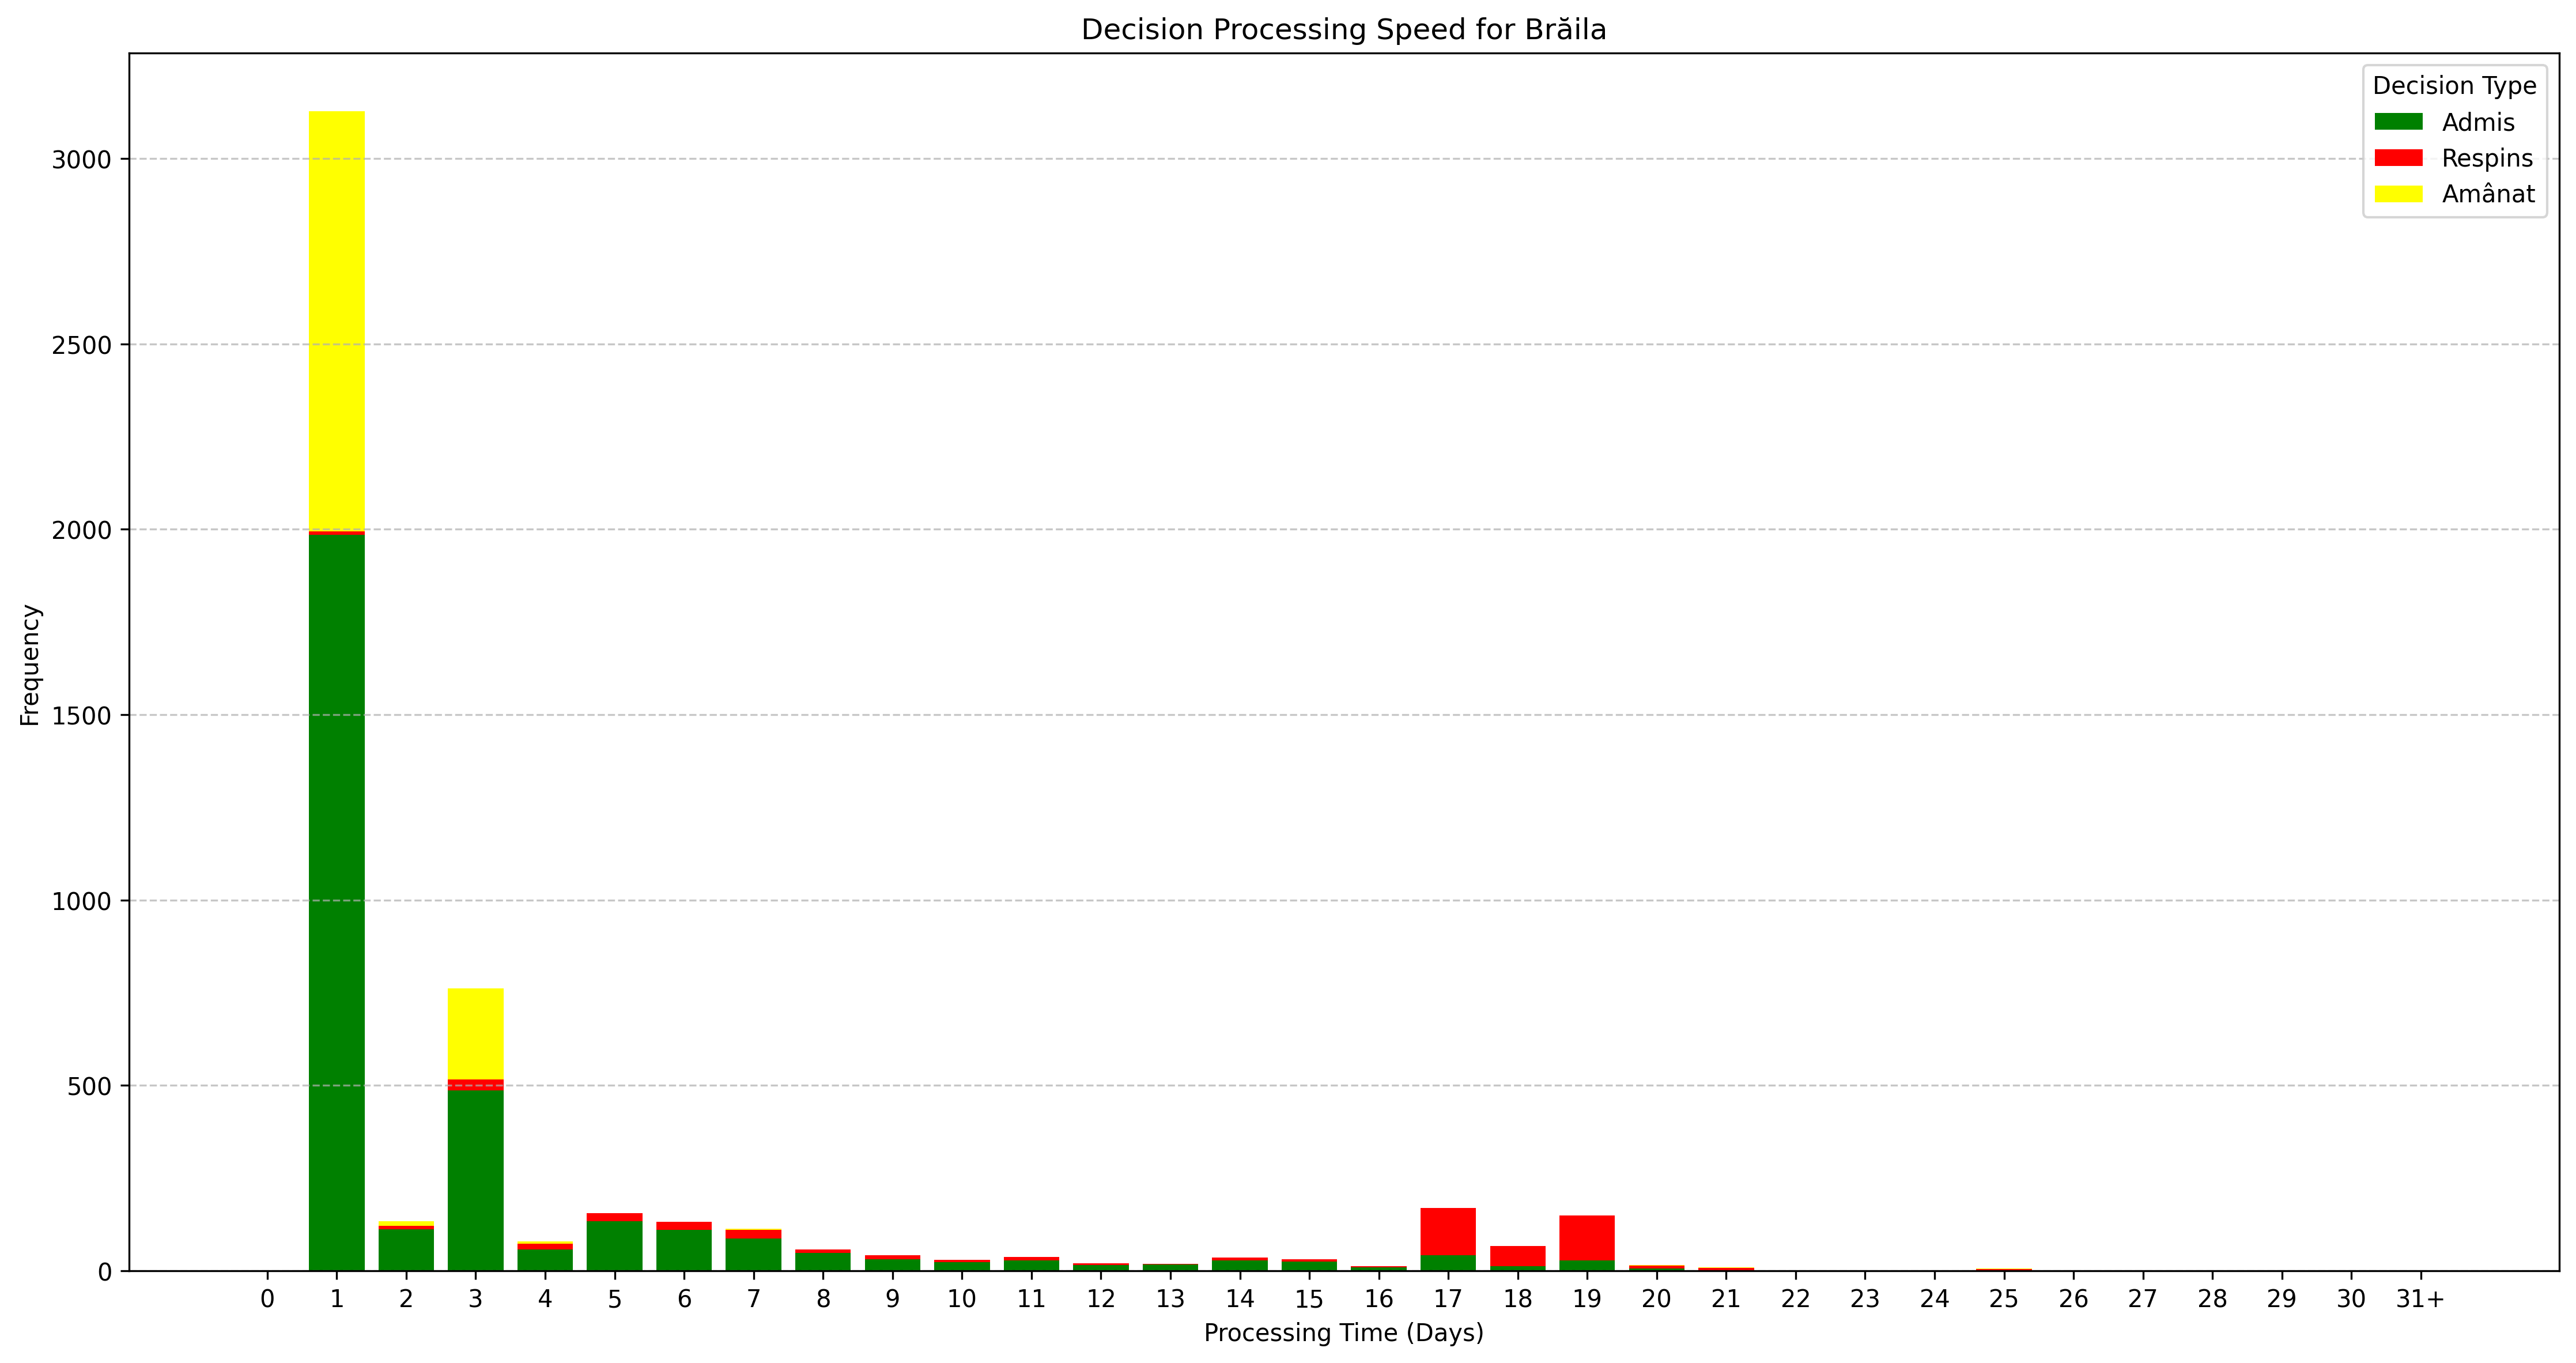 Decision Processing Speed for Brăila
Decision Type
Admis
Respins
Amânat
Frequency
3000
2500
2000
1500
1000
500
0
0 1 2 3 4 5 6 7 8 9 10 11 12 13 14 15 16 17 18 19 20 21 22 23 24 25 26 27 28 29 30 31+
Processing Time (Days)